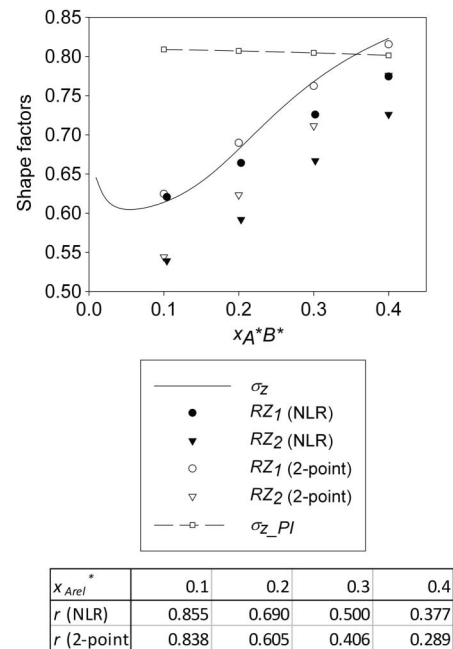 0.85
0.80
0.75
0.70
0.65
0.60
0.55
0.50
Shape factors
0.0 0.1 0.2 0.3 0.4
xA*B*
σz
RZ1 (NLR)
RZ2 (NLR)
RZ1 (2-point)
RZ2 (2-point)
σz_PI
xArel* 0.1 0.2 0.3 0.4
r (NLR) 0.855 0.690 0.500 0.377
r (2-point 0.838 0.605 0.406 0.289